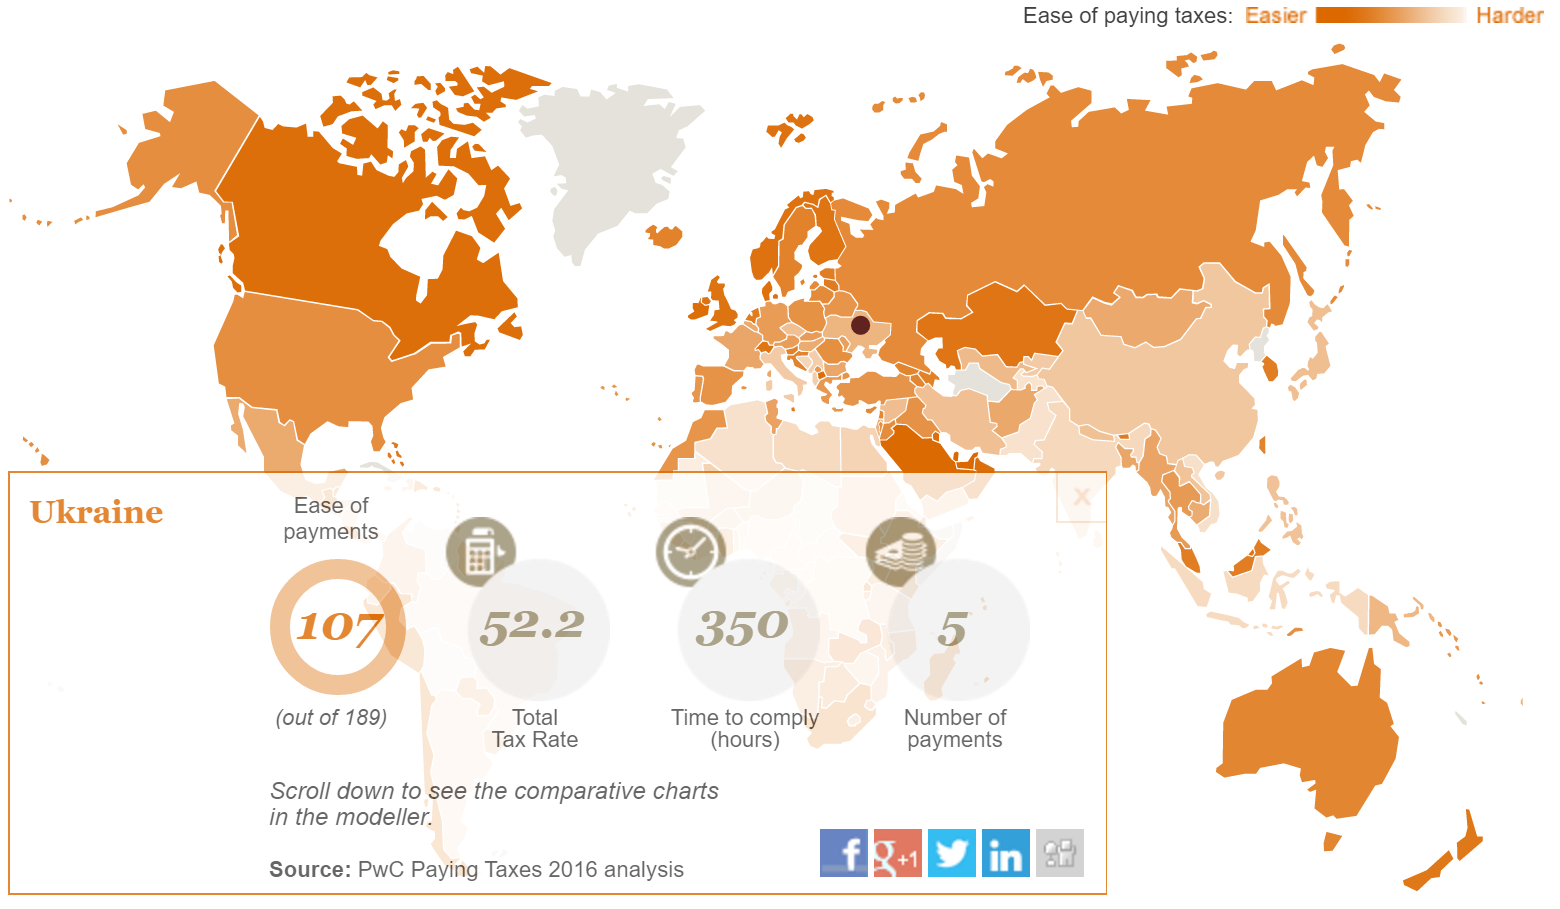 Ease of paying taxes: Easier Harder
Ukraine
x
Ease of
payments
107
(out of 189)
52.2
Total
Tax Rate
350
Time to comply
(hours)
5
Number of
payments
Scroll down to see the comparative charts
in the modeller.
Source: PwC Paying Taxes 2016 analysis
f
g+1
in